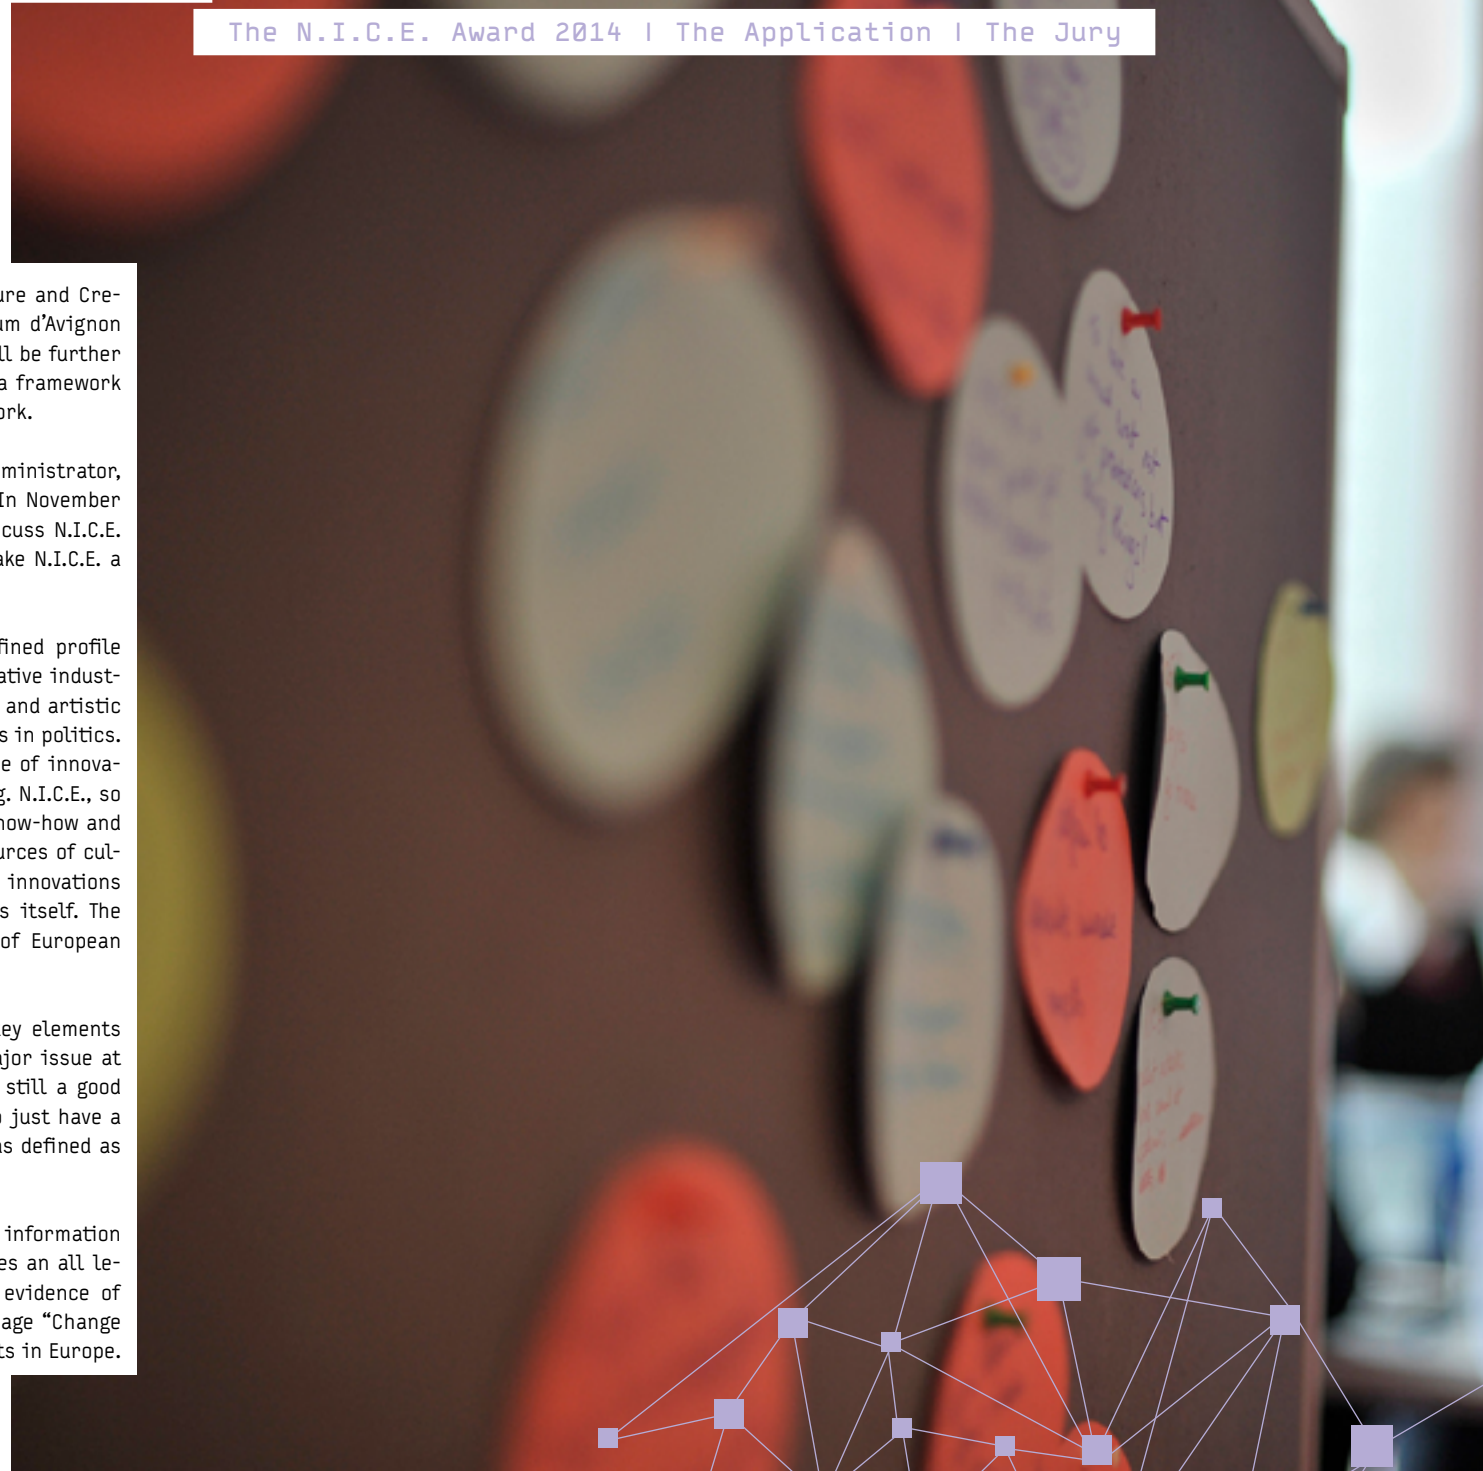 The N.I.C.E. Award 2014 | The Application | The Jury
ure and Cre-
um d’Avignon
ll be further
a framework
ork.
ministrator,
In November
cuss N.I.C.E.
ake N.I.C.E. a
fined profile
ative indust-
and artistic
s in politics.
e of innova-
g. N.I.C.E., so
now-how and
urces of cul-
innovations
s itself. The
of European
ey elements
ajor issue at
still a good
o just have a
as defined as
information
es an all le-
evidence of
age “Change
ts in Europe.